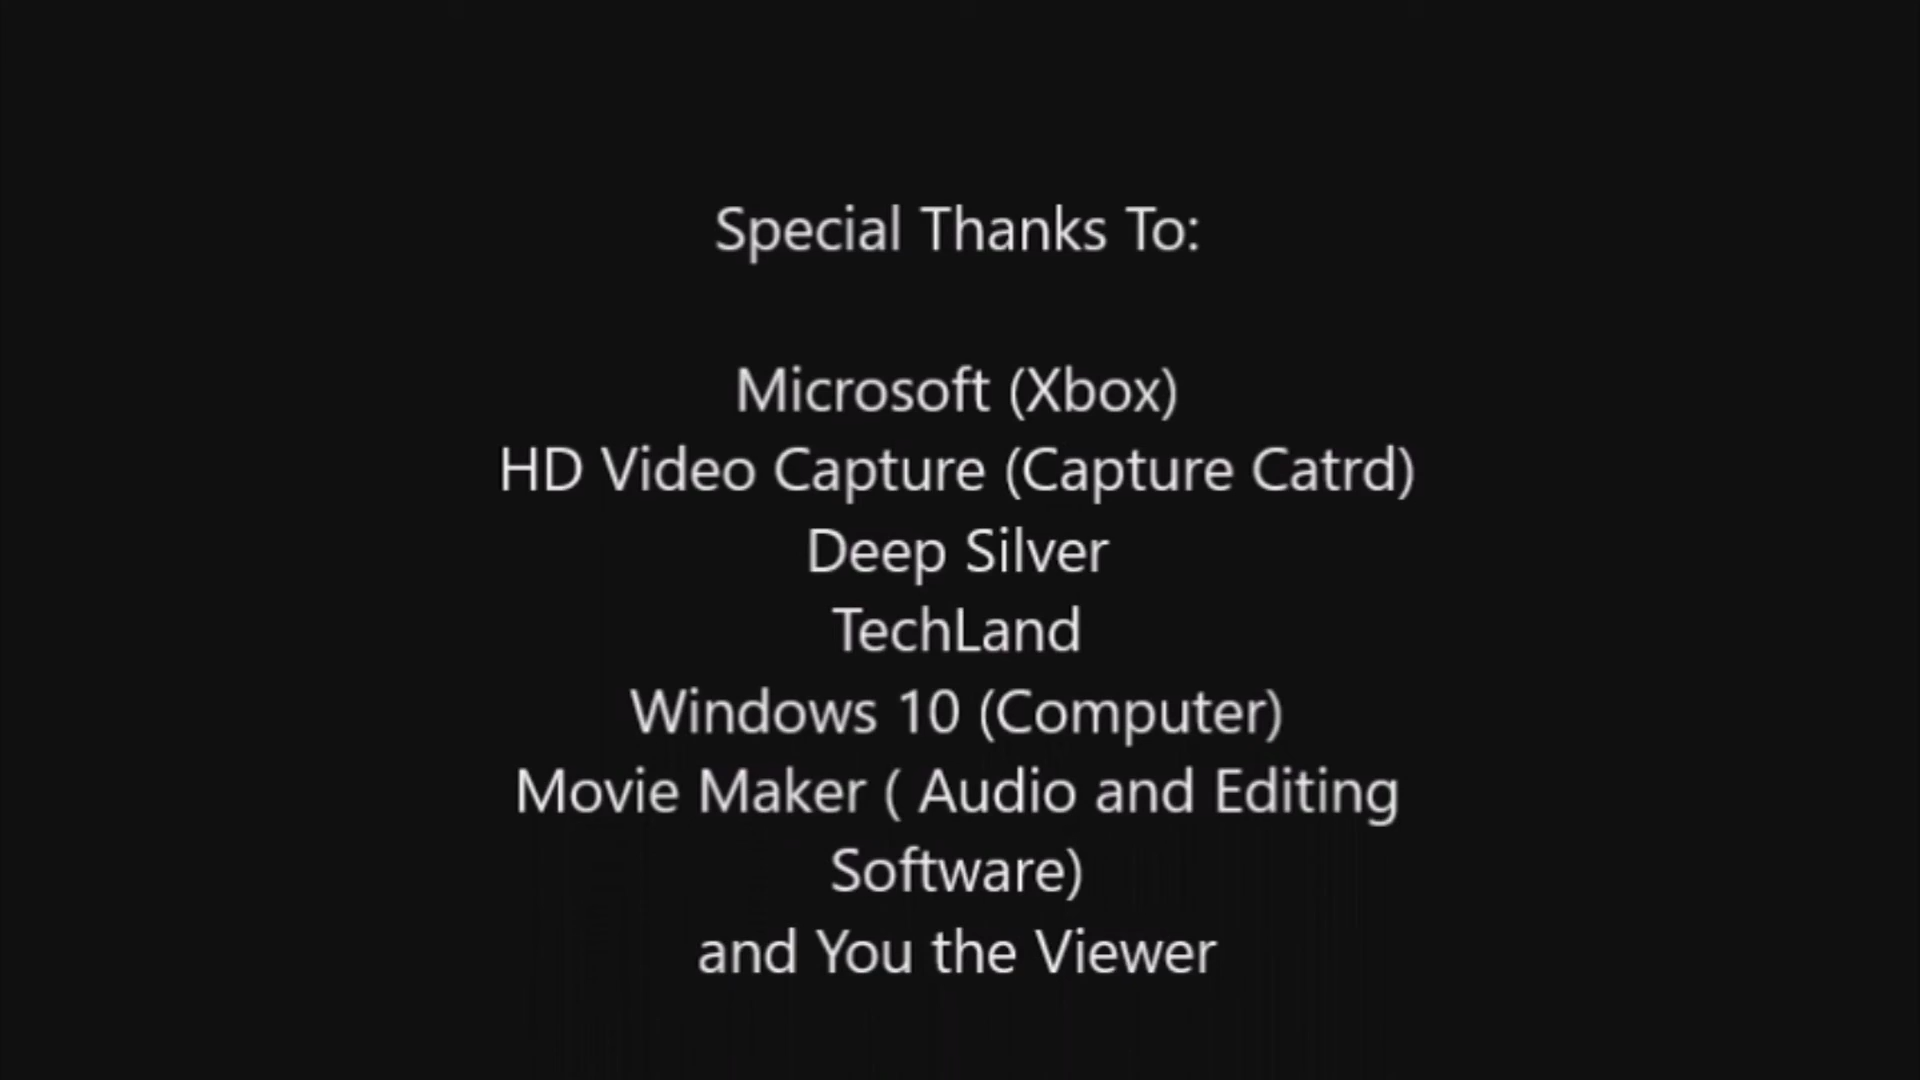 Special Thanks To:
Microsoft (Xbox)
HD Video Capture (Capture Catrd)
Deep Silver
TechLand
Windows 10 (Computer)
Movie Maker ( Audio and Editing
Software)
and You the Viewer